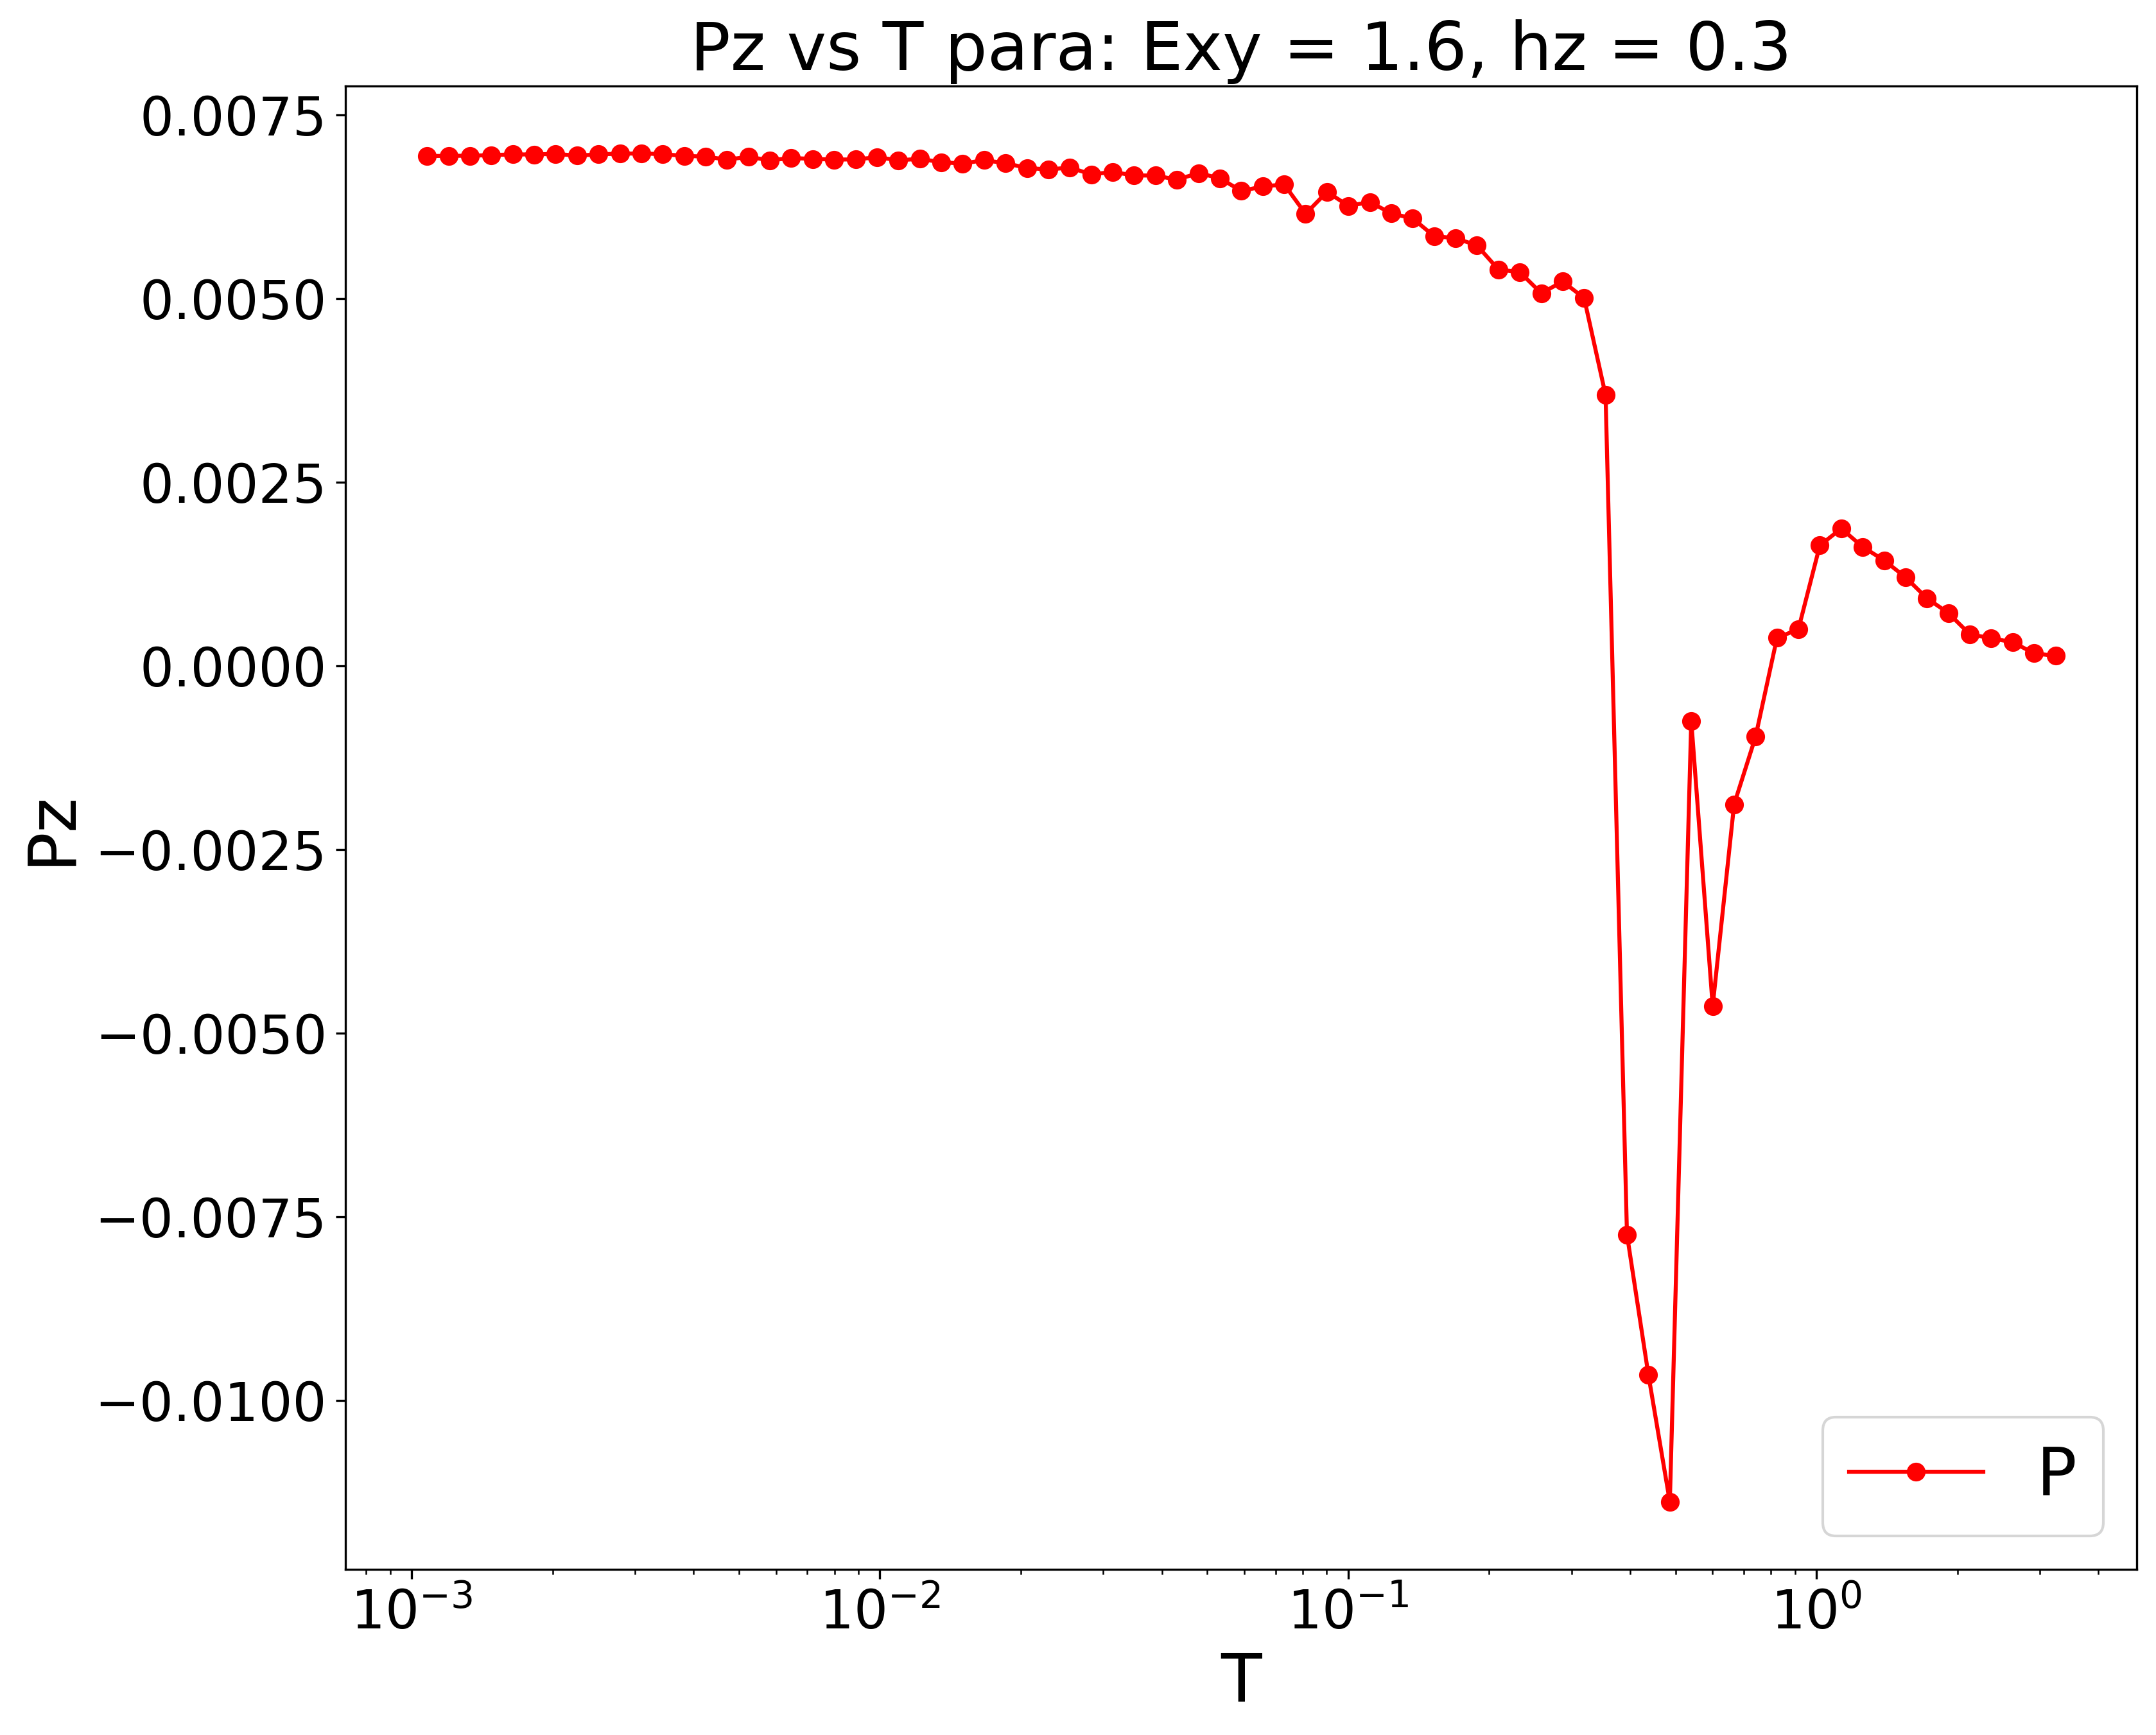 Pz vs T para: Exy = 1.6, hz = 0.3
0.0075
0.0050
0.0025
0.0000
−0.0025
−0.0050
−0.0075
−0.0100
Pz
P
10⁻³ 10⁻² 10⁻¹ 10⁰
T